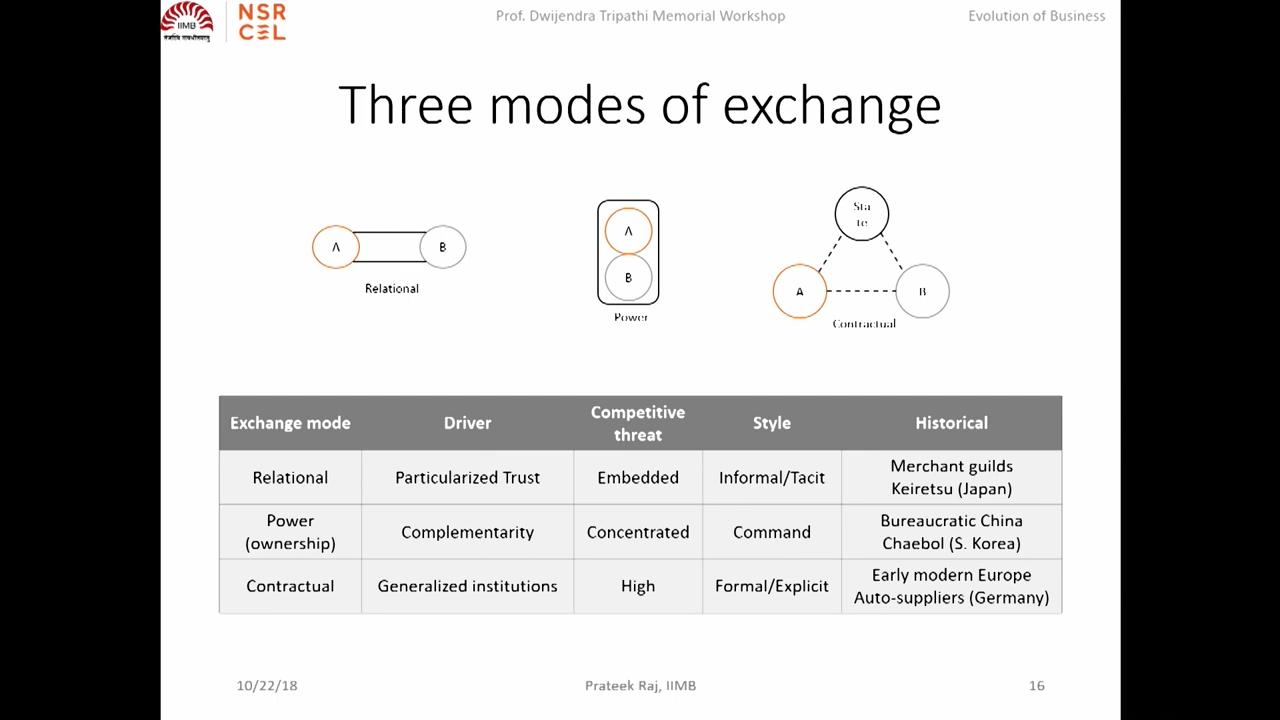 IIMB
NSR
CEL
Prof. Dwijendra Tripathi Memorial Workshop
Evolution of Business
Three modes of exchange
A
B
Relational
A
B
Power
Sta
te
A
B
Contractual
Exchange mode
Driver
Competitive
threat
Style
Historical
Relational
Particularized Trust
Embedded
Informal/Tacit
Merchant guilds
Keiretsu (Japan)
Power
(ownership)
Complementarity
Concentrated
Command
Bureaucratic China
Chaebol (S. Korea)
Contractual
Generalized institutions
High
Formal/Explicit
Early modern Europe
Auto-suppliers (Germany)
10/22/18
Prateek Raj, IIMB
16